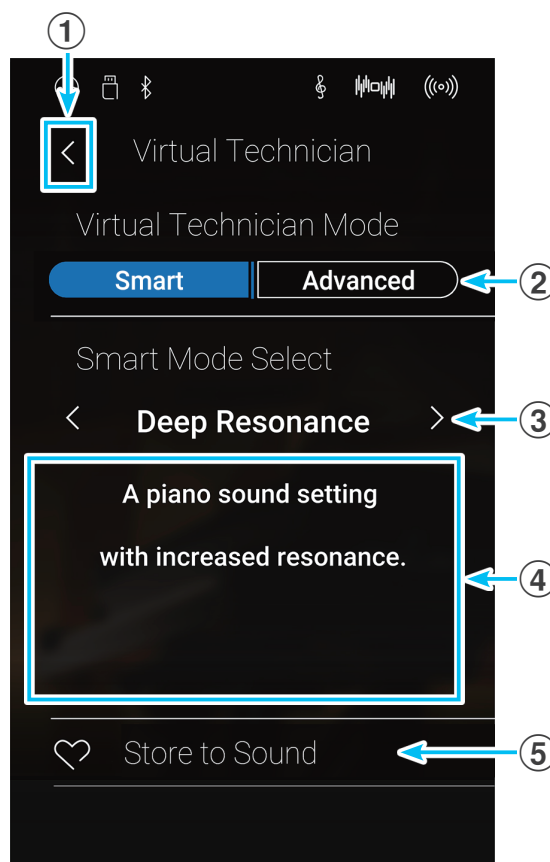 1
Virtual Technician
Virtual Technician Mode
Smart
Advanced
2
Smart Mode Select
Deep Resonance
3
A piano sound setting
with increased resonance.
4
Store to Sound
5